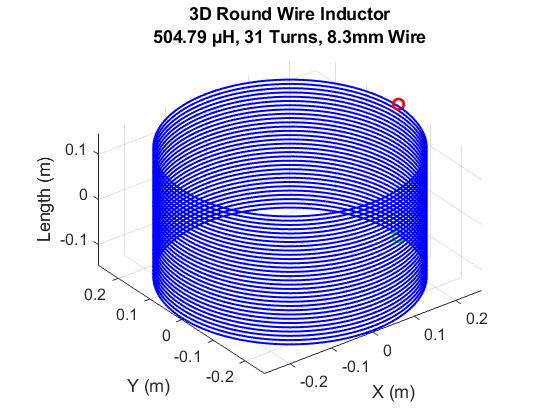 3D Round Wire Inductor
504.79 µH, 31 Turns, 8.3mm Wire
Length (m)
0.1
0
-0.1
0.2
0.1
0
-0.1
-0.2
Y (m)
-0.2
-0.1
0
0.1
0.2
X (m)